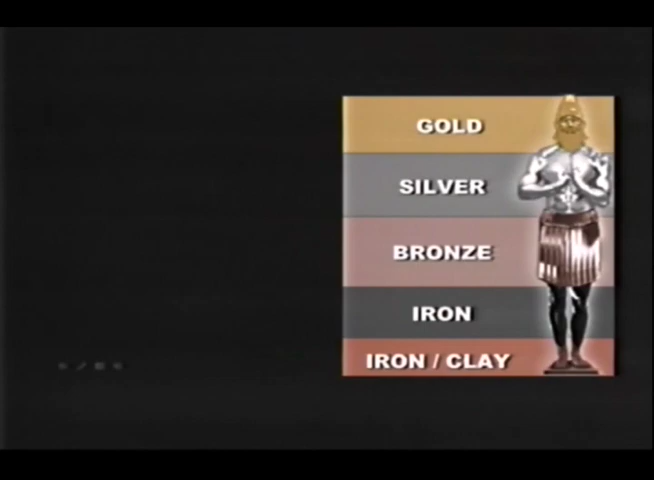 GOLD
SILVER
BRONZE
IRON
IRON / CLAY